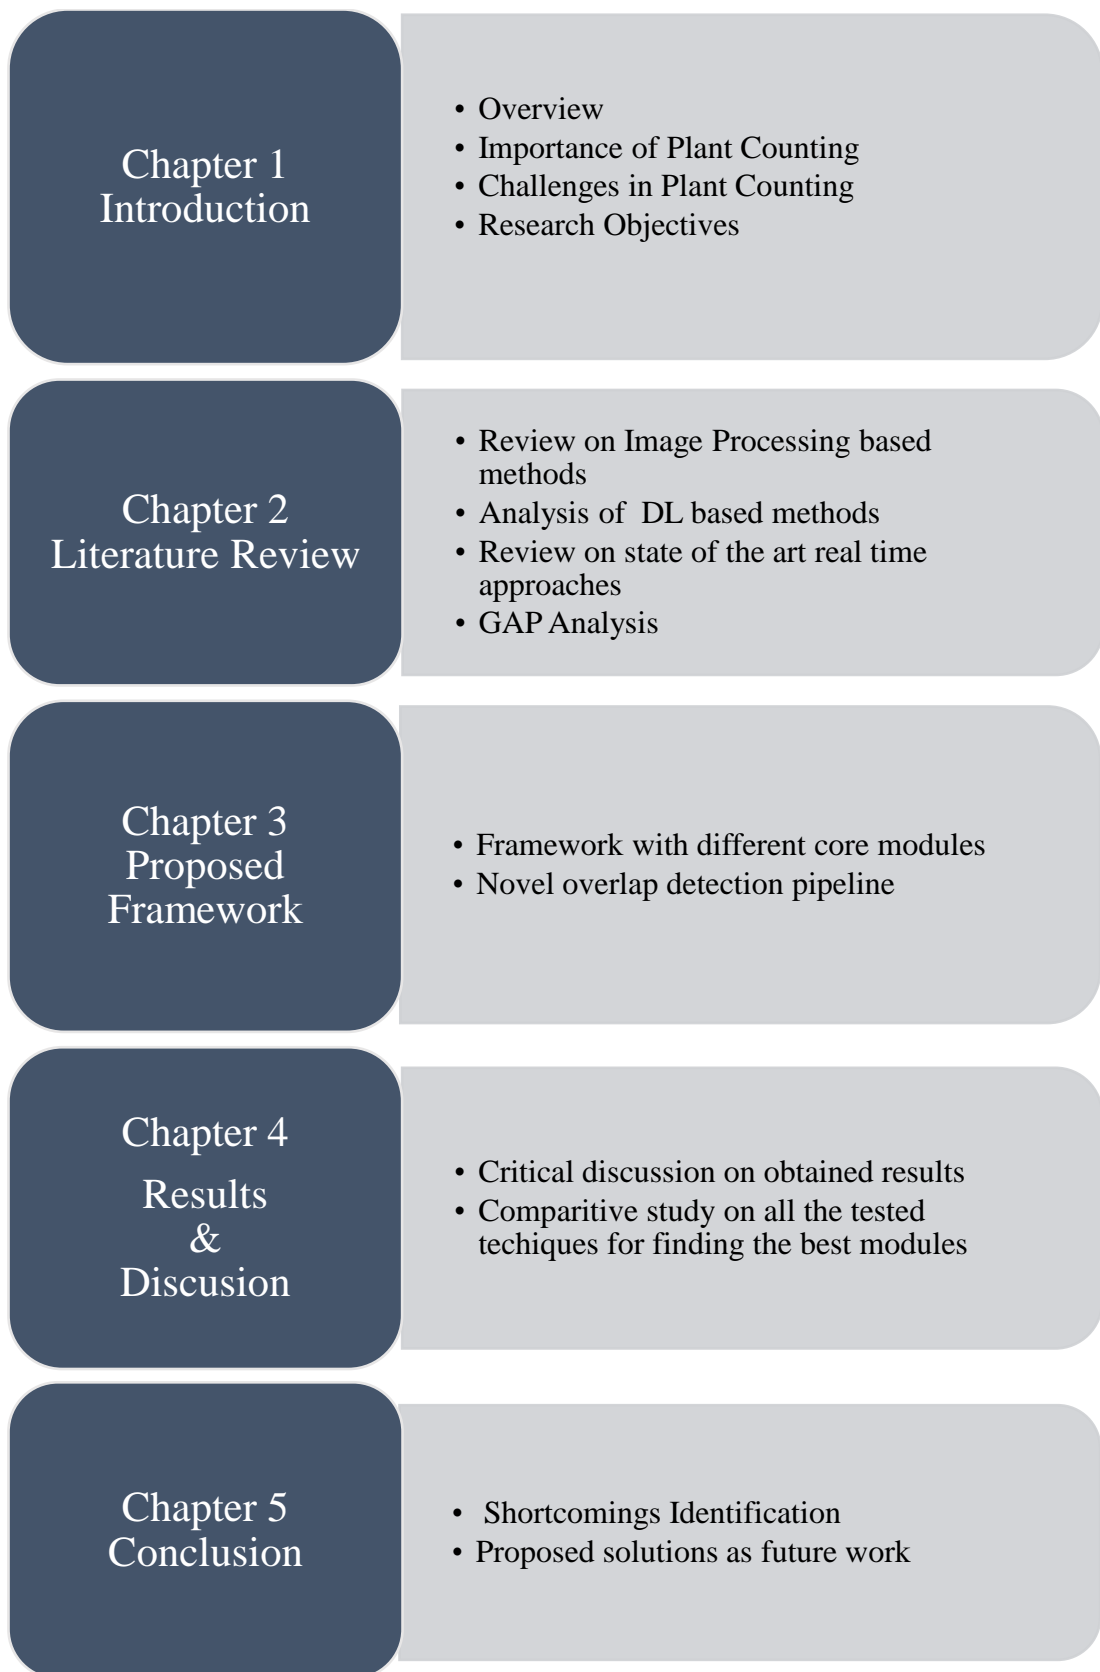 Chapter 1
Introduction
• Overview
• Importance of Plant Counting
• Challenges in Plant Counting
• Research Objectives
Chapter 2
Literature Review
• Review on Image Processing based
methods
• Analysis of  DL based methods
• Review on state of the art real time
approaches
• GAP Analysis
Chapter 3
Proposed
Framework
• Framework with different core modules
• Novel overlap detection pipeline
Chapter 4
Results
&
Discusion
• Critical discussion on obtained results
• Comparitive study on all the tested
techiques for finding the best modules
Chapter 5
Conclusion
• Shortcomings Identification
• Proposed solutions as future work